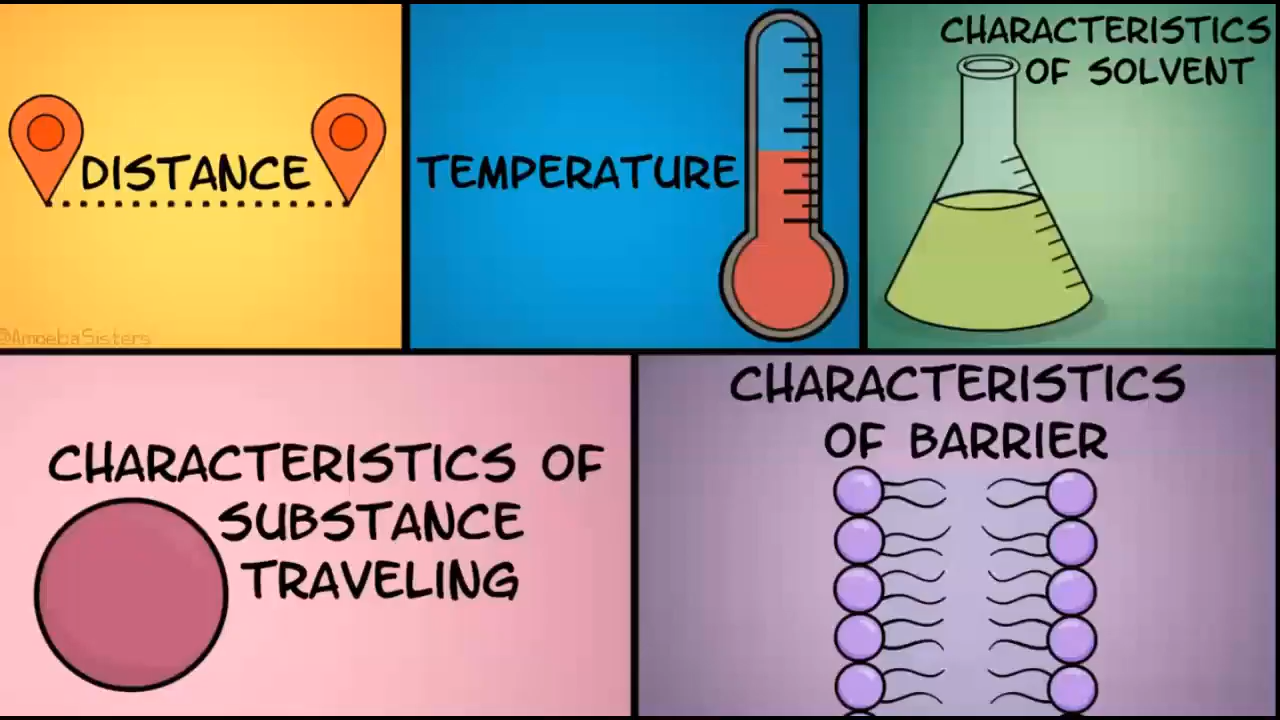 DISTANCE
TEMPERATURE
CHARACTERISTICS
OF SOLVENT
@AmoebaSisters
CHARACTERISTICS OF
SUBSTANCE
TRAVELING
CHARACTERISTICS
OF BARRIER